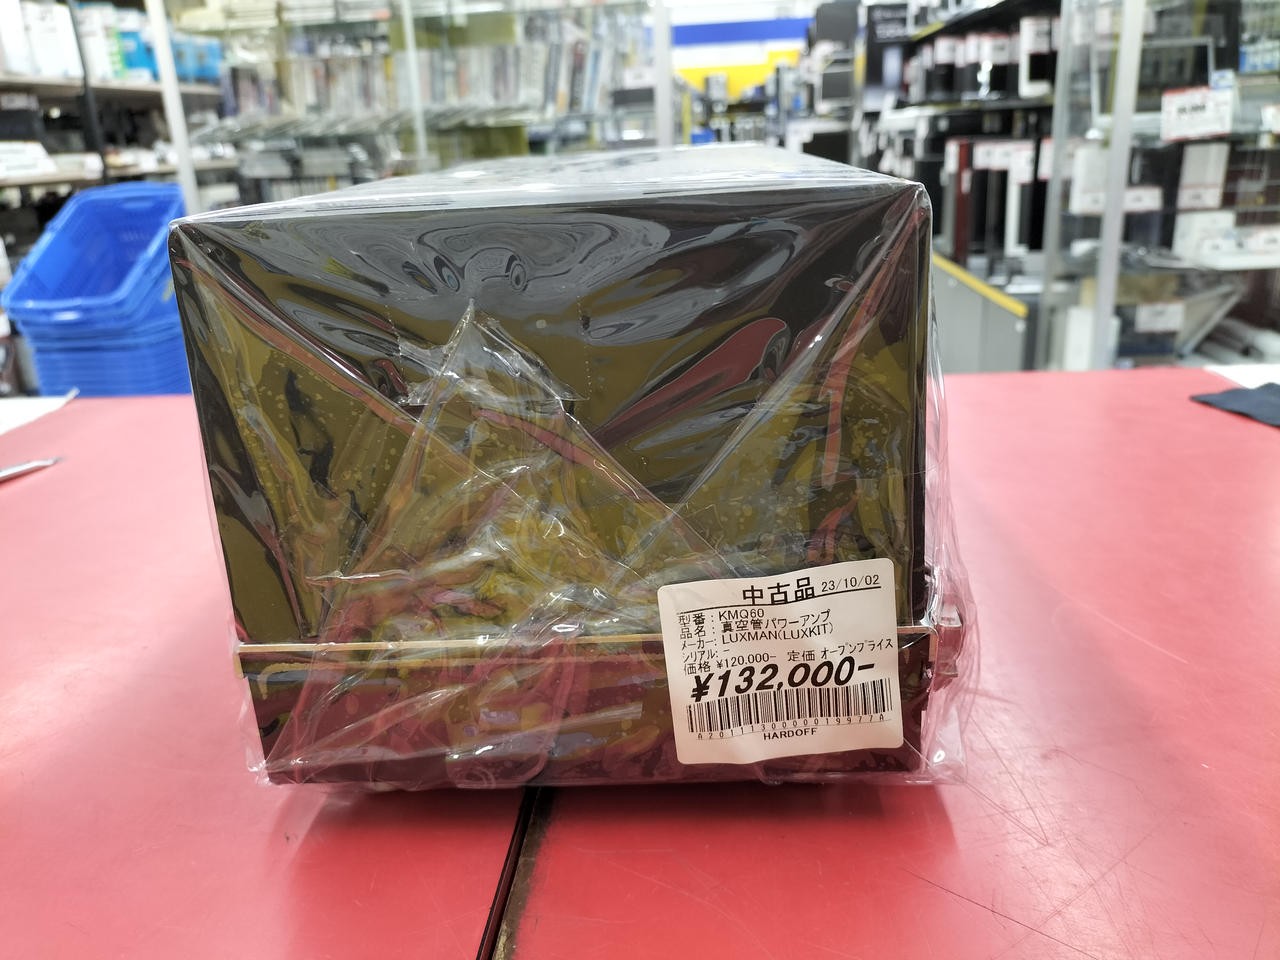 中古品 23/10/02
型番: KMQ60
品名: 真空管パワーアンプ
メーカー: LUXMAN(LUXKIT)
シリアル: -
価格 ¥120,000- 定価 オープンプライス
¥132,000-
A2011130000019977A
HARDOFF